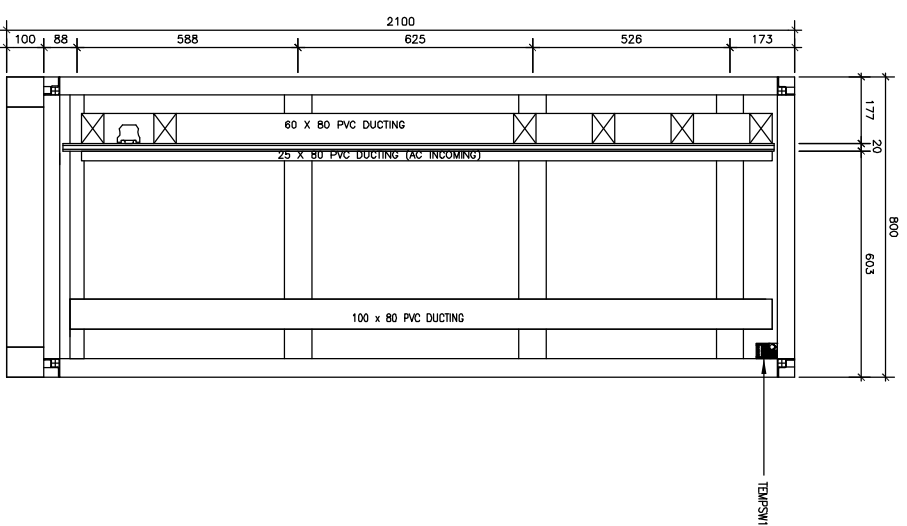 2100
100
88
588
625
526
173
60 X 80 PVC DUCTING
25 X 80 PVC DUCTING (AC INCOMING)
100 x 80 PVC DUCTING
177
20
603
800
TEMPSW1